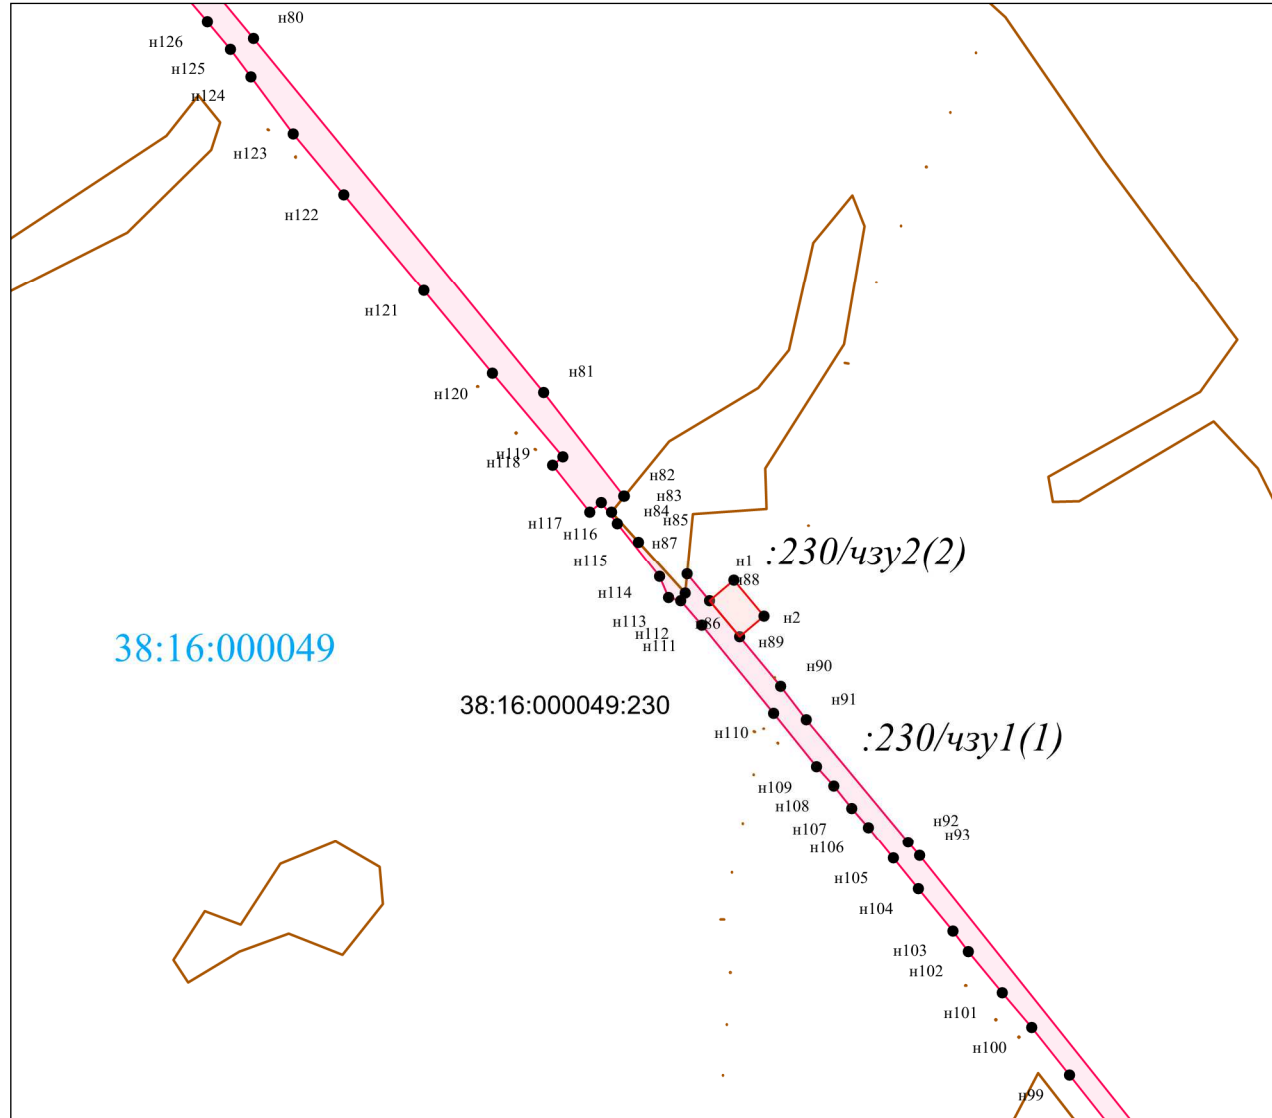 н80
н126
н125
н124
н123
н122
н121
н81
н120
н119
н118
н82
н83
н84
н85
н117
н116
н87
н115
:230/чзу2(2)
н1
н88
н114
н2
н113
н86
н112
н89
н111
38:16:000049
н90
38:16:000049:230
н91
н110
:230/чзу1(1)
н109
н108
н92
н107
н93
н106
н105
н104
н103
н102
н101
н100
н99